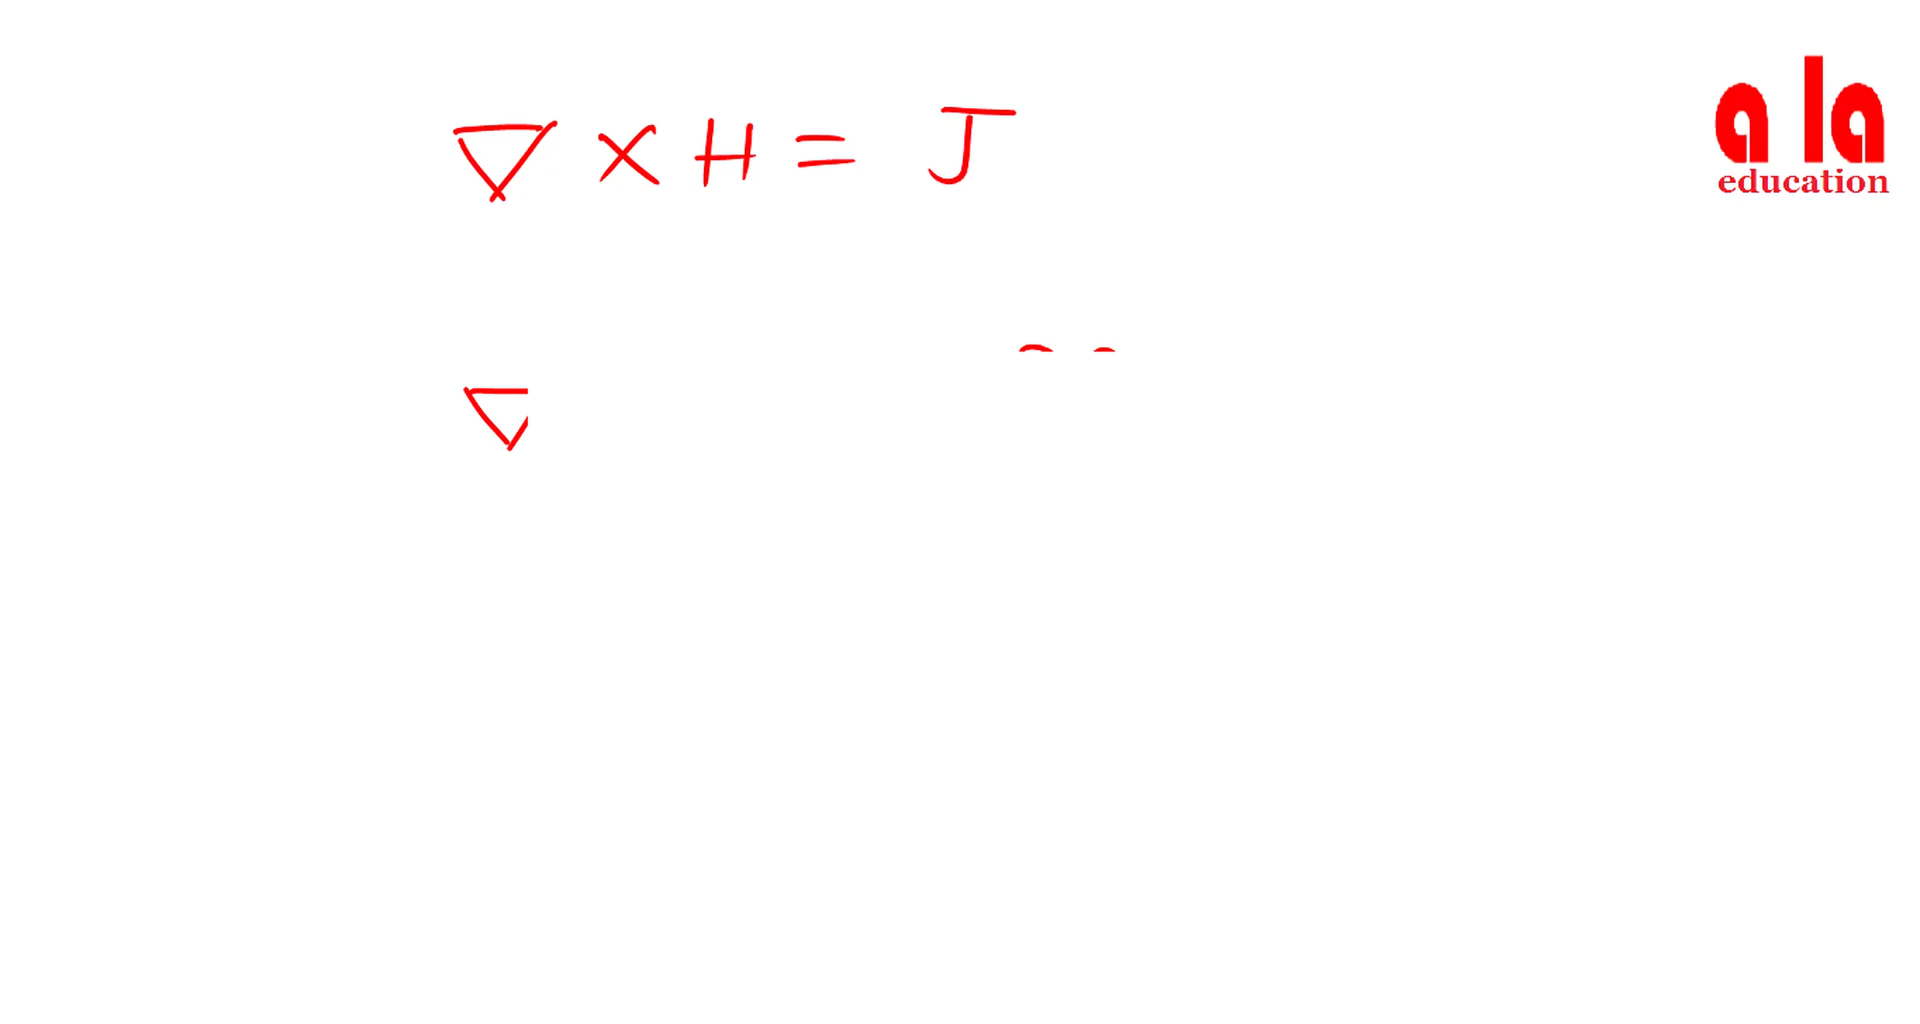 ∇ × H = J
a la
education
∇